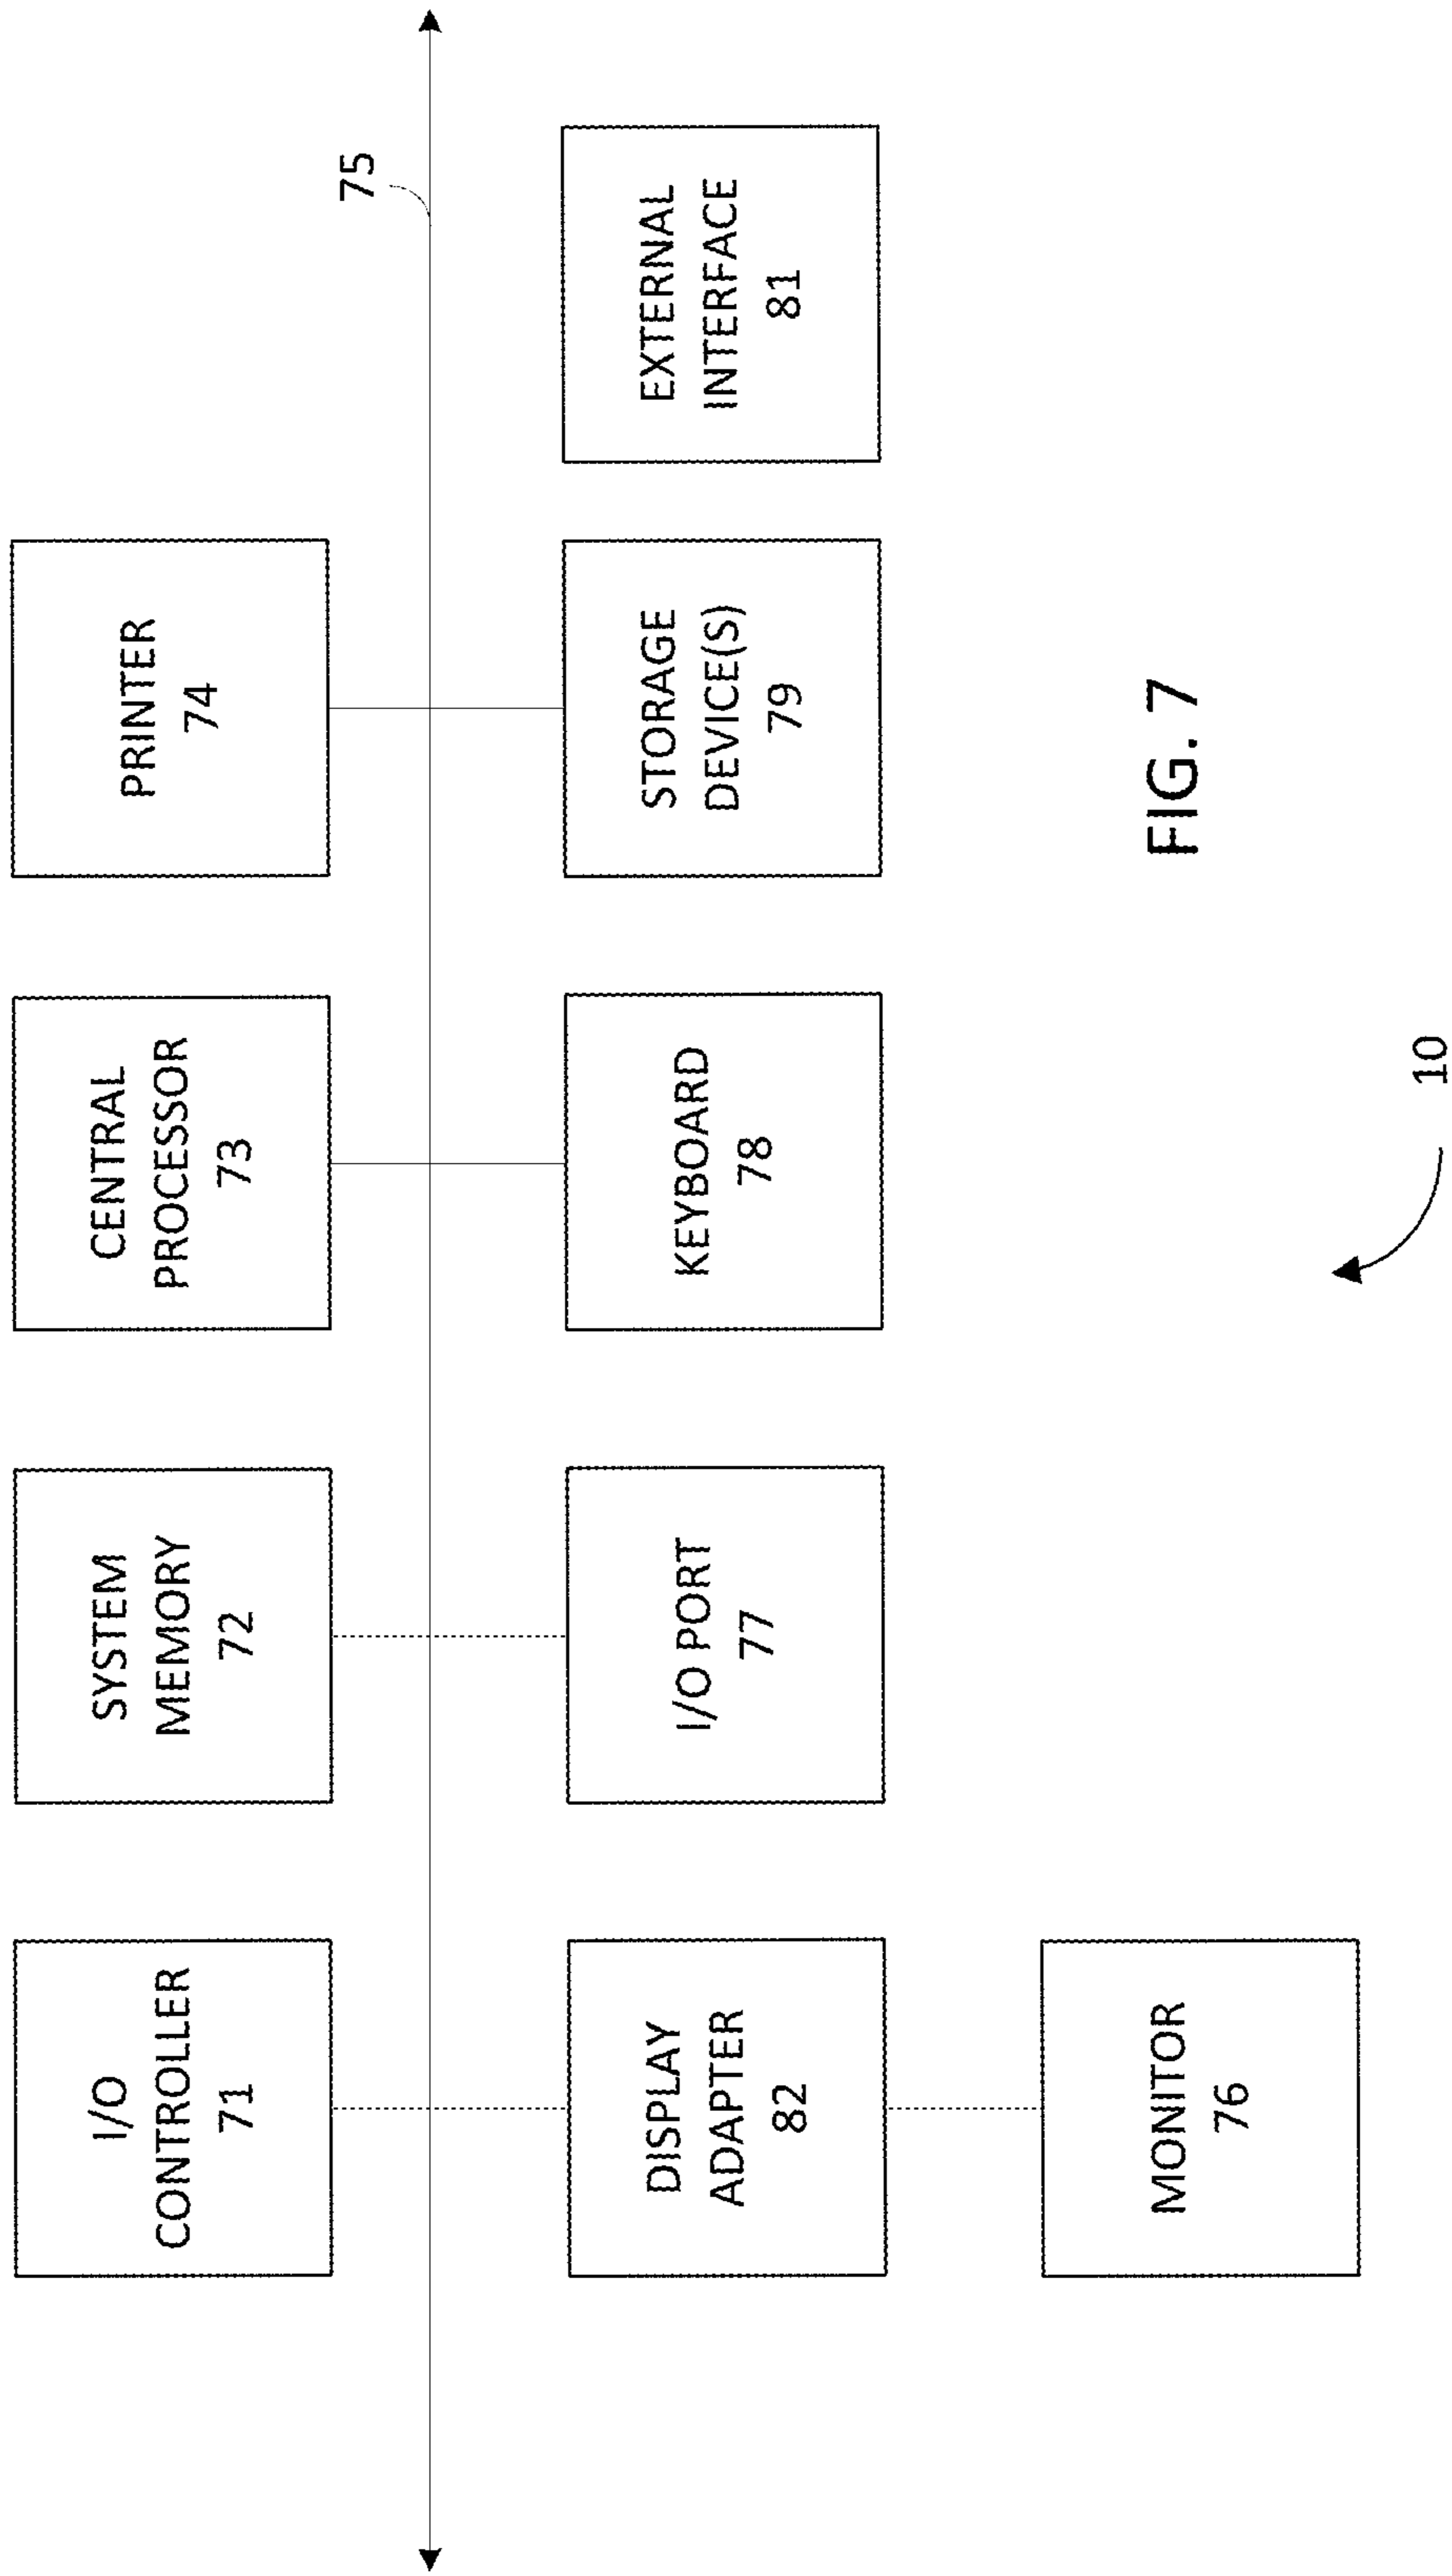 I/O
CONTROLLER
71
SYSTEM
MEMORY
72
CENTRAL
PROCESSOR
73
PRINTER
74
75
DISPLAY
ADAPTER
82
I/O PORT
77
KEYBOARD
78
STORAGE
DEVICE(S)
79
EXTERNAL
INTERFACE
81
MONITOR
76
FIG. 7
10